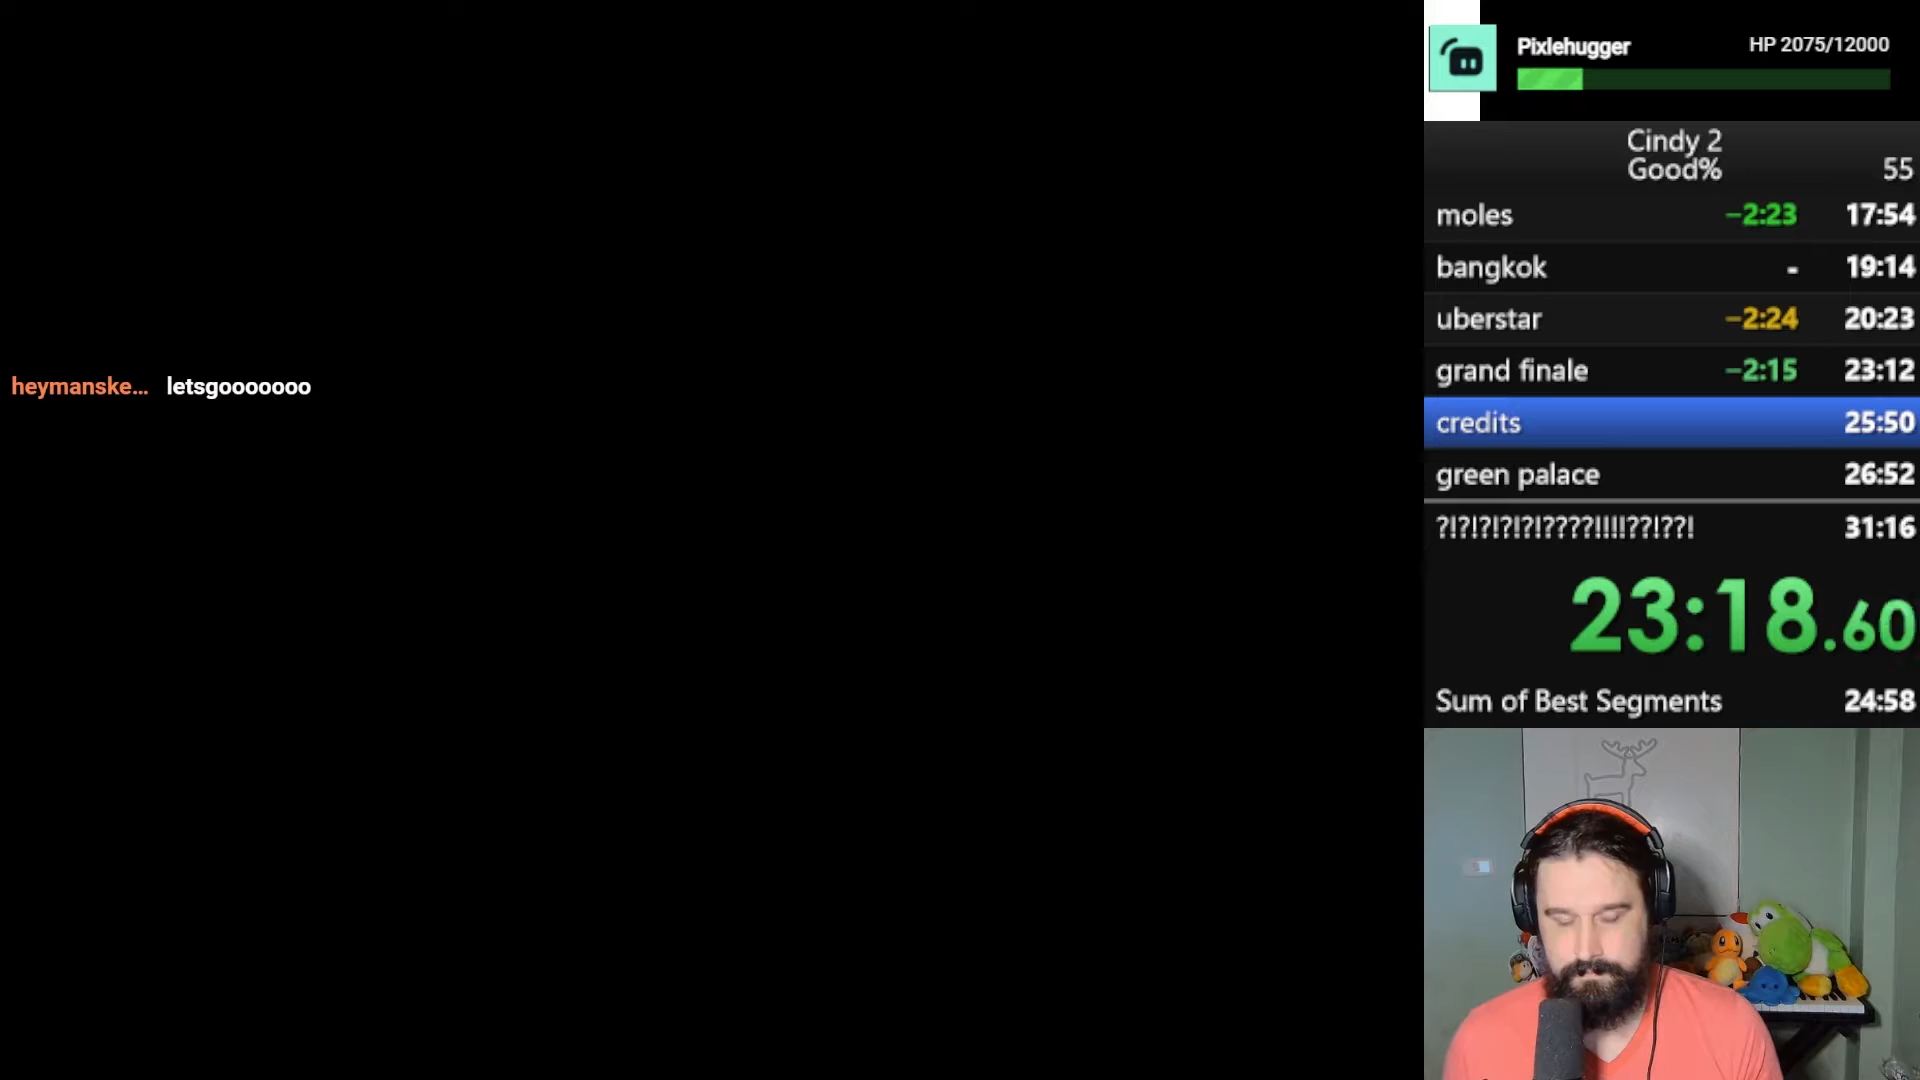 Pixlehugger HP 2075/12000
Cindy 2
Good% 55
moles −2:23 17:54
bangkok - 19:14
uberstar −2:24 20:23
grand finale −2:15 23:12
heymanske... letsgooooooo
credits 25:50
green palace 26:52
?!?!?!?!?!????!!!!??!??! 31:16
23:18.60
Sum of Best Segments 24:58